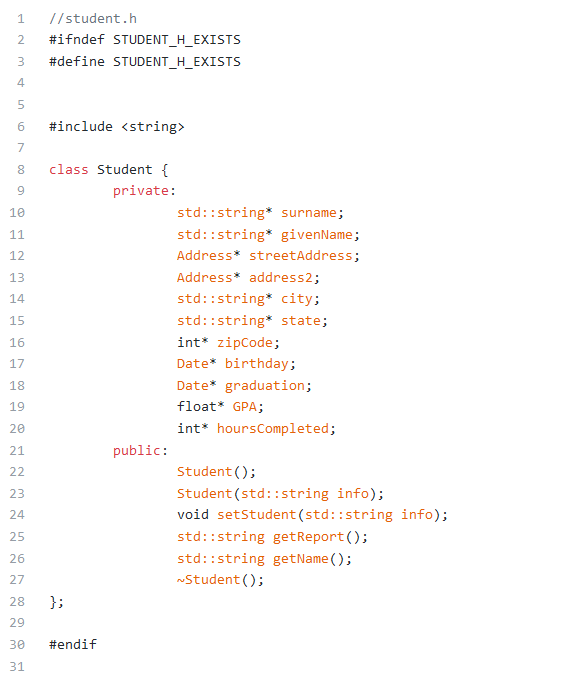 1 //student.h
2 #ifndef STUDENT_H_EXISTS
3 #define STUDENT_H_EXISTS
4
5
6 #include <string>
7
8 class Student {
9         private:
10                 std::string* surname;
11                 std::string* givenName;
12                 Address* streetAddress;
13                 Address* address2;
14                 std::string* city;
15                 std::string* state;
16                 int* zipCode;
17                 Date* birthday;
18                 Date* graduation;
19                 float* GPA;
20                 int* hoursCompleted;
21         public:
22                 Student();
23                 Student(std::string info);
24                 void setStudent(std::string info);
25                 std::string getReport();
26                 std::string getName();
27                 ~Student();
28 };
29
30 #endif
31